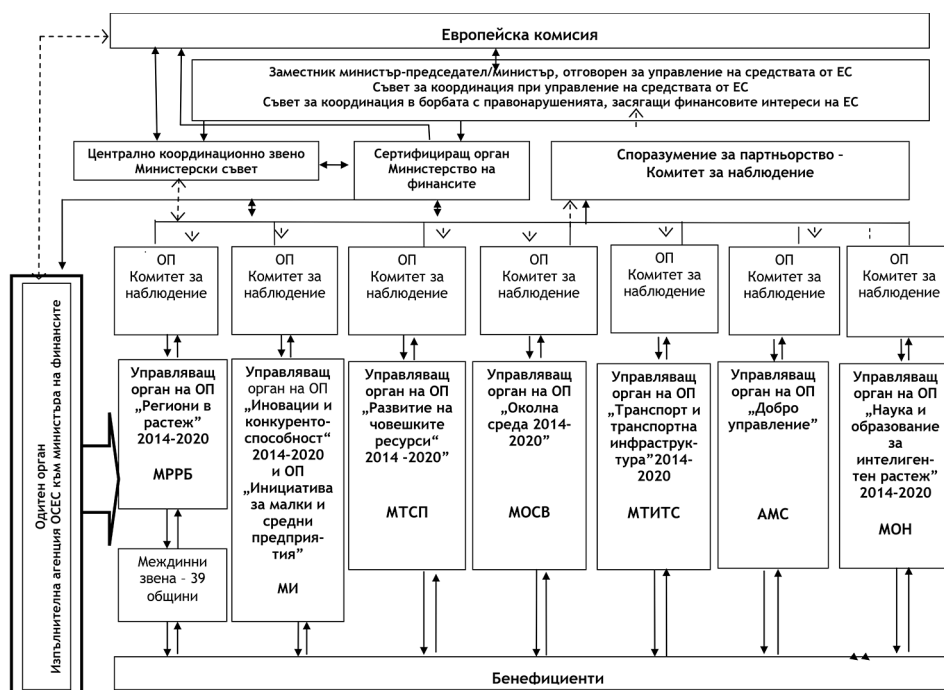 Европейска комисия
Заместник министър-председател/министър, отговорен за управление на средствата от ЕС
Съвет за координация при управление на средствата от ЕС
Съвет за координация в борбата с правонарушенията, засягащи финансовите интереси на ЕС
Централно координационно звено
Министерски съвет
Сертифициращ орган
Министерство на
финансите
Споразумение за партньорство –
Комитет за наблюдение
ОП
Комитет за
наблюдение
ОП
Комитет за
наблюдение
ОП
Комитет за
наблюдение
ОП
Комитет за
наблюдение
ОП
Комитет за
наблюдение
ОП
Комитет за
наблюдение
ОП
Комитет за
наблюдение
Одитен орган
Изпълнителна агенция ОСЕС към министъра на финансите
Управляващ
орган на ОП
„Региони в
растеж”
2014-2020
МРРБ
Междинни
звена – 39
общини
Управляващ
орган на ОП
„Иновации и
конкуренто-
способност“
2014-2020
и ОП
„Инициатива
за малки и
средни
предприя-
тия”
МИ
Управляващ
орган на ОП
„Развитие на
човешките
ресурси“
2014 -2020”
МТСП
Управляващ
орган на ОП
„Околна
среда 2014-
2020”
МОСВ
Управляващ
орган на ОП
„Транспорт и
транспортна
инфраструк-
тура”2014-
2020
МТИТС
Управляващ
орган на ОП
„Добро
управление”
АМС
Управляващ
орган на ОП
„Наука и
образование
за
интелиген-
тен растеж”
2014-2020
МОН
Бенефициенти